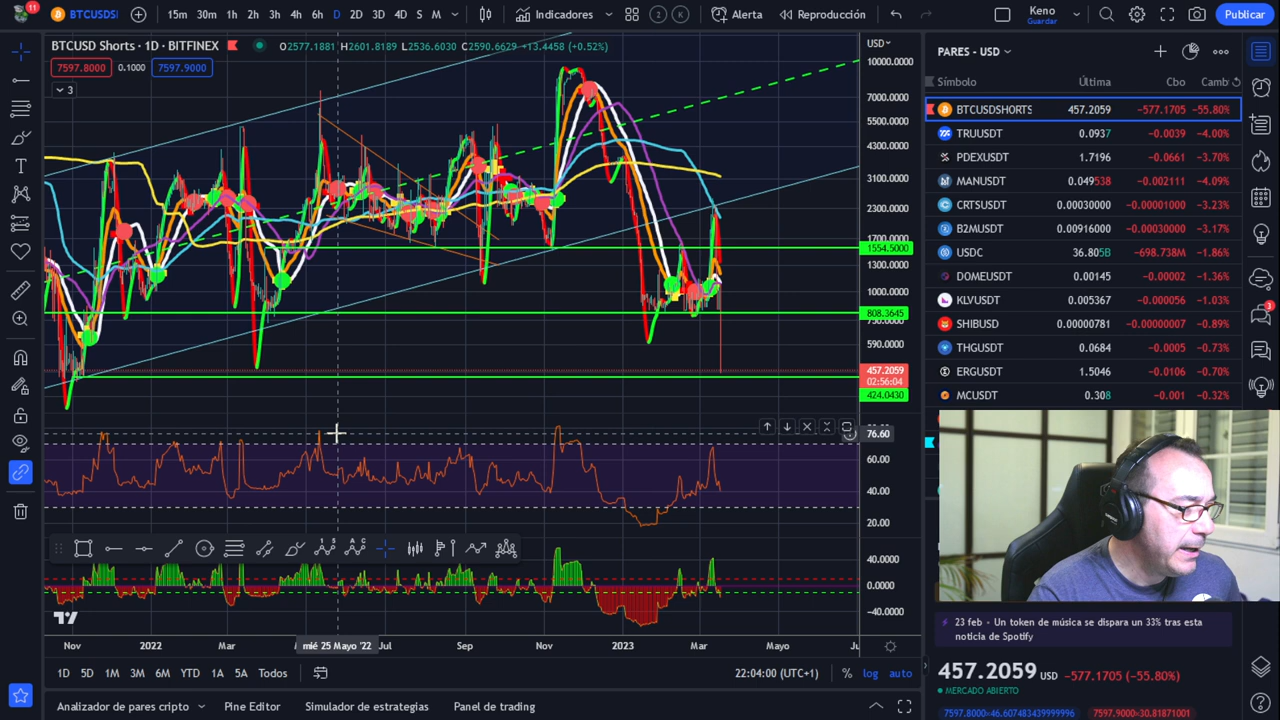 11
BTCUSDS
15m 30m 1h 2h 3h 4h 6h D 2D 3D 4D S M
Indicadores
2 K
Alerta
Reproducción
Keno
Guardar
Publicar
BTCUSD Shorts · 1D · BITFINEX
O2577.1881 H2601.8189 L2536.6030 C2590.6629 +13.4458 (+0.52%)
7597.8000 0.1000 7597.9000
3
USD
10000.0000
7000.0000
5500.0000
4300.0000
3100.0000
2300.0000
1700.0000
1554.5000
1300.0000
1000.0000
808.3645
750.0000
590.0000
457.2059
02:56:04
424.0430
76.60
60.00
40.00
20.00
40.0000
0.0000
−40.0000
Nov 2022 Mar mié 25 Mayo '22 Jul Sep Nov 2023 Mar Mayo
1D 5D 1M 3M 6M YTD 1A 5A Todos
22:04:00 (UTC+1) % log auto
Analizador de pares cripto Pine Editor Simulador de estrategias Panel de trading
PARES - USD
Símbolo Última Cbo Camb
BTCUSDSHORTS 457.2059 −577.1705 −55.80%
TRUUSDT 0.0937 −0.0039 −4.00%
PDEXUSDT 1.7196 −0.0661 −3.70%
MANUSDT 0.049538 −0.002111 −4.09%
CRTSUSDT 0.00030000 −0.00001000 −3.23%
B2MUSDT 0.00916000 −0.00030000 −3.17%
USDC 36.805B −698.738M −1.86%
DOMEUSDT 0.00145 −0.00002 −1.36%
KLVUSDT 0.005367 −0.000056 −1.03%
SHIBUSD 0.00000781 −0.00000007 −0.89%
THGUSDT 0.0684 −0.0005 −0.73%
ERGUSDT 1.5046 −0.0106 −0.70%
MCUSDT 0.308 −0.001 −0.32%
3
23 feb · Un token de música se dispara un 33% tras esta
noticia de Spotify
457.2059 USD −577.1705 (−55.80%)
MERCADO ABIERTO